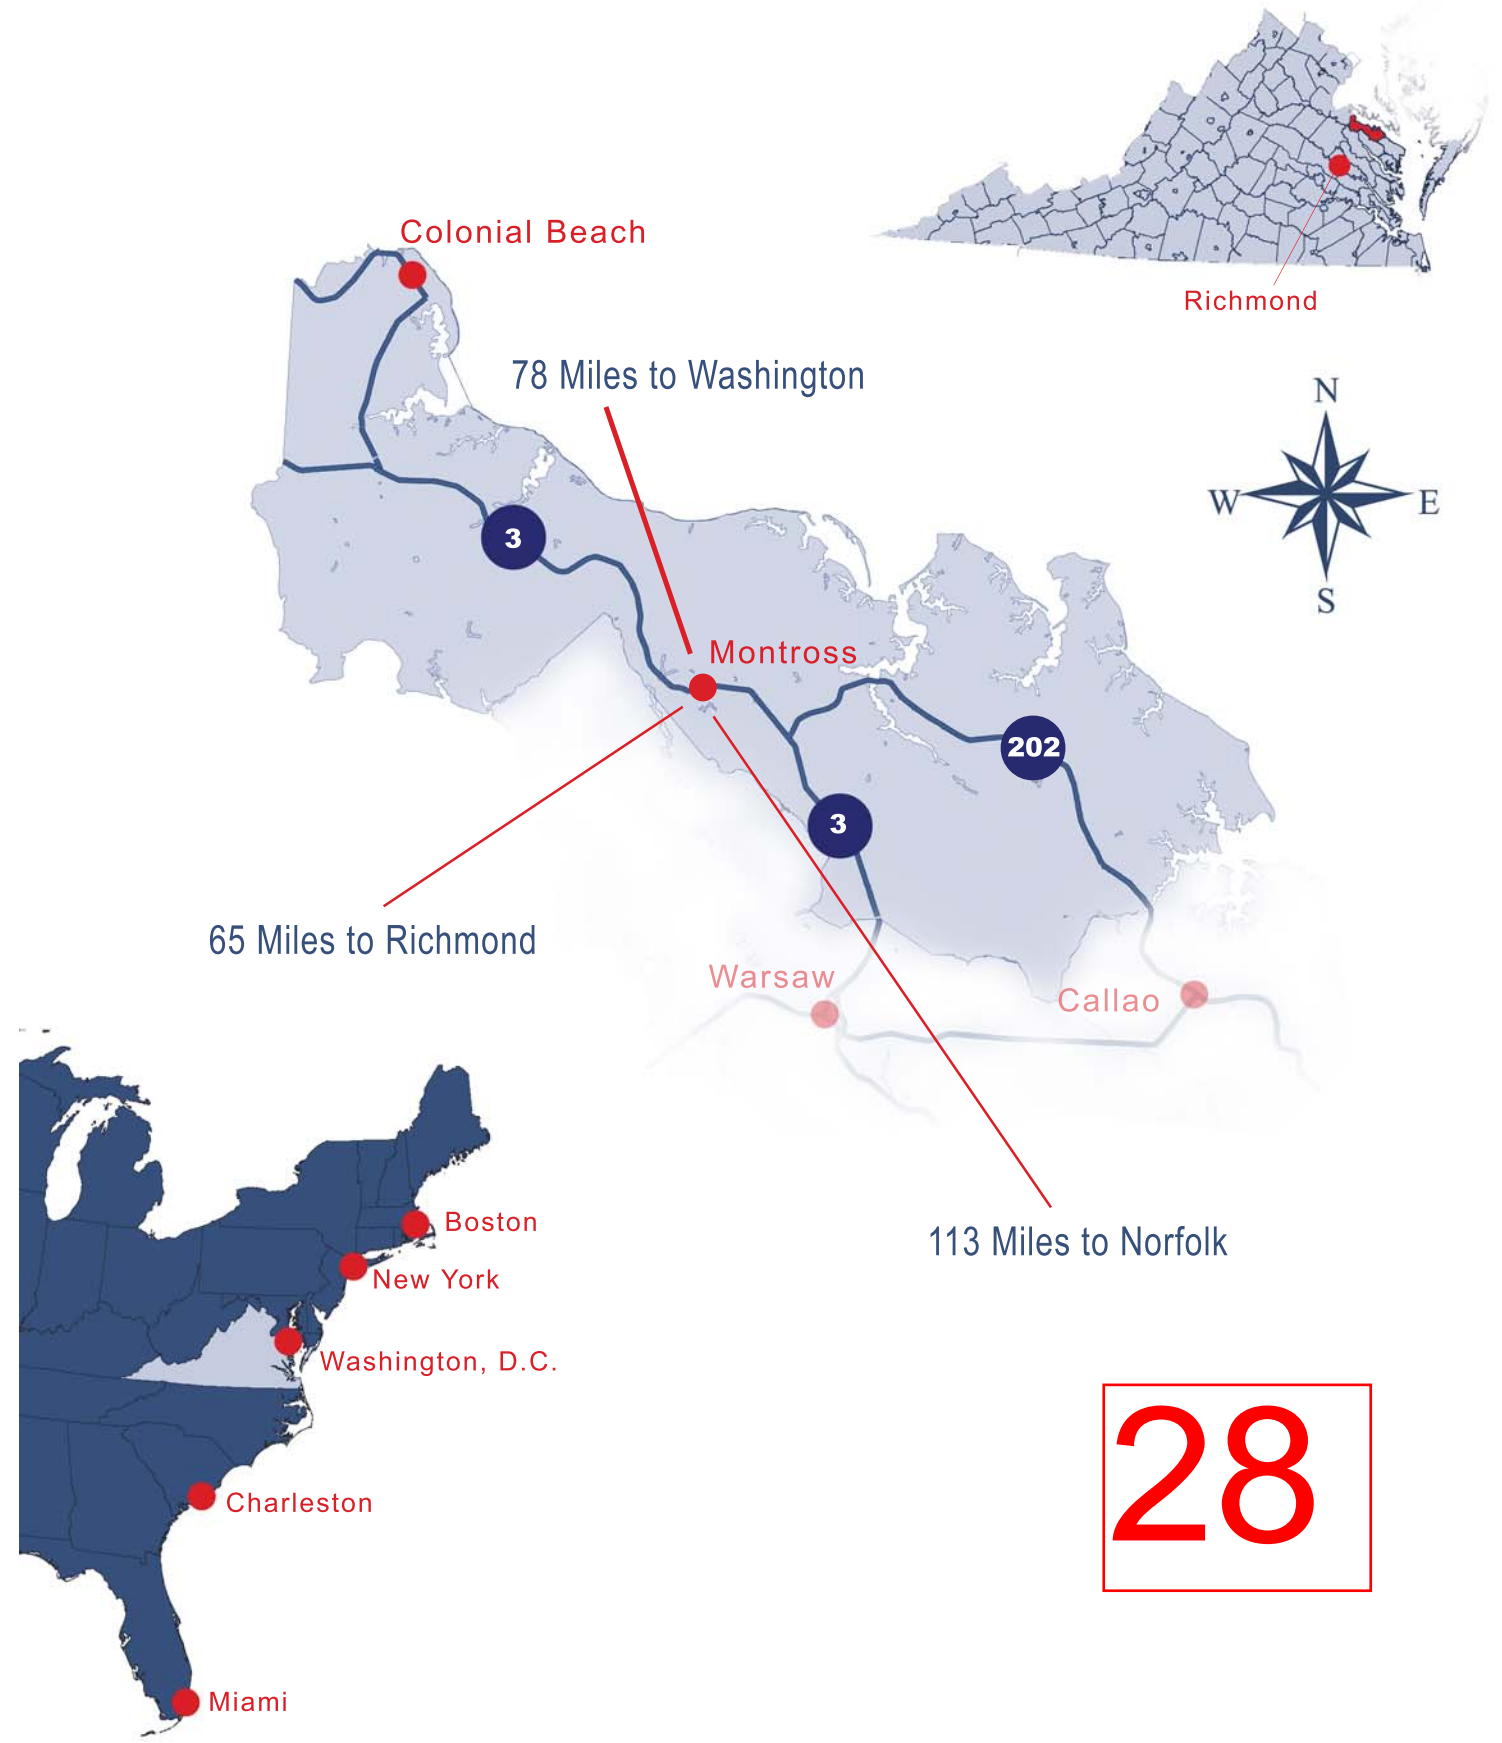 Colonial Beach
Richmond
78 Miles to Washington
N
W
E
S
3
Montross
202
3
65 Miles to Richmond
Warsaw
Callao
113 Miles to Norfolk
Boston
New York
Washington, D.C.
Charleston
Miami
28